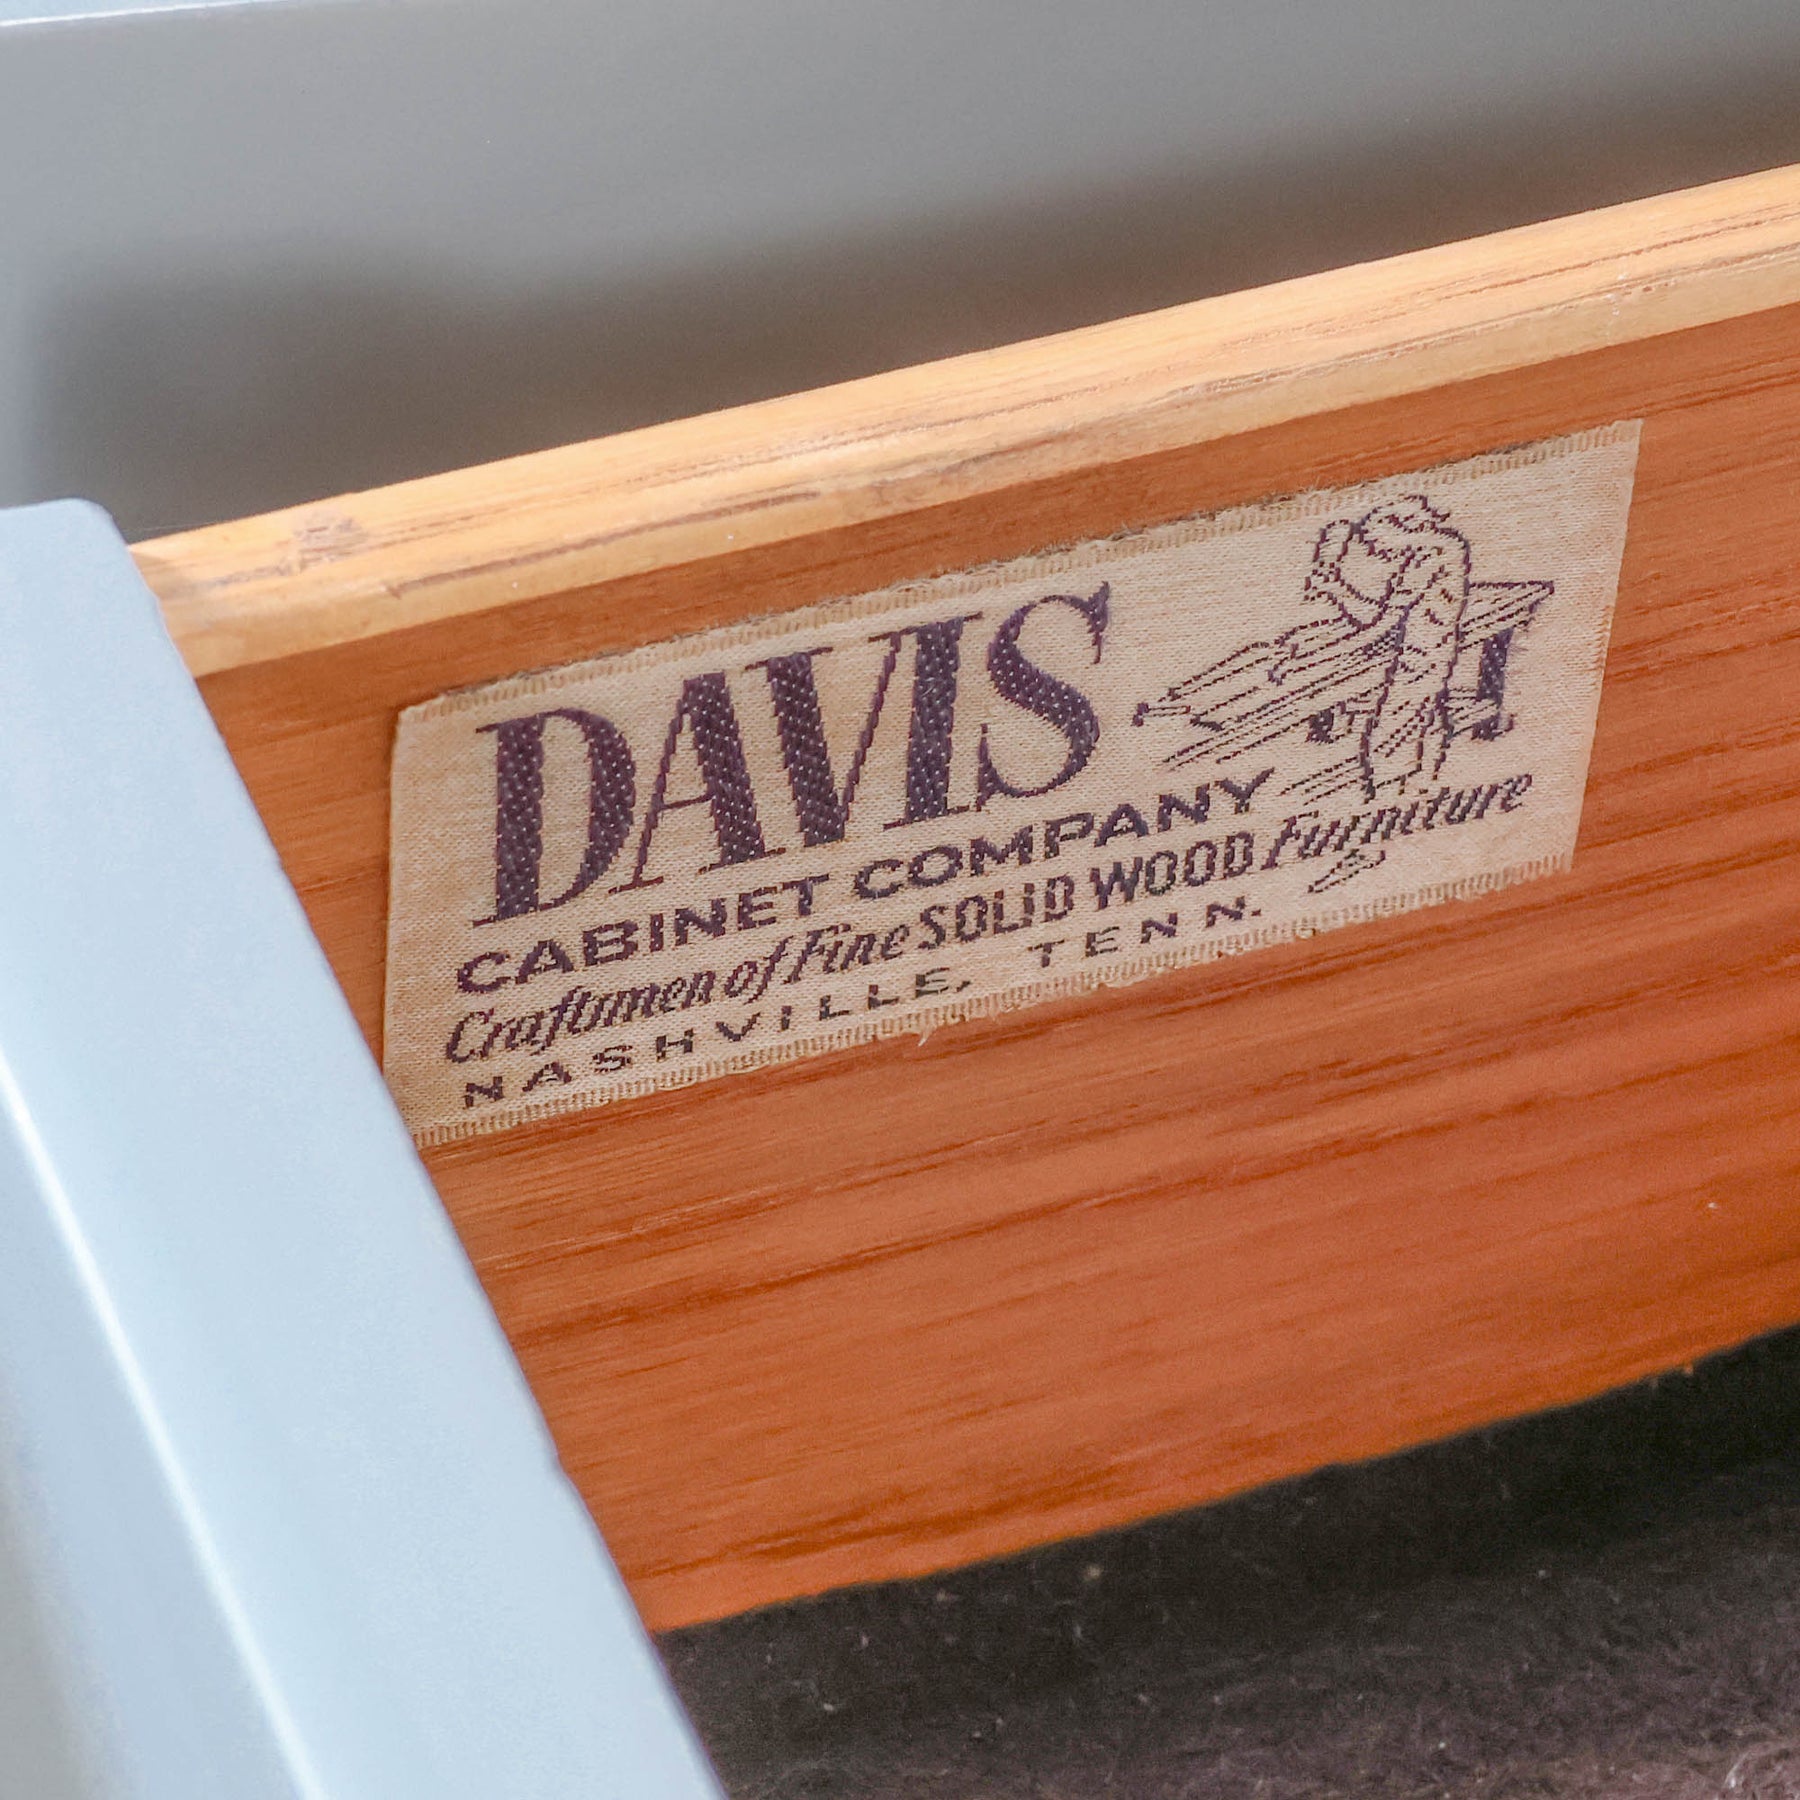 DAVIS
CABINET COMPANY
Craftsmen of Fine SOLID WOOD Furniture
NASHVILLE, TENN.